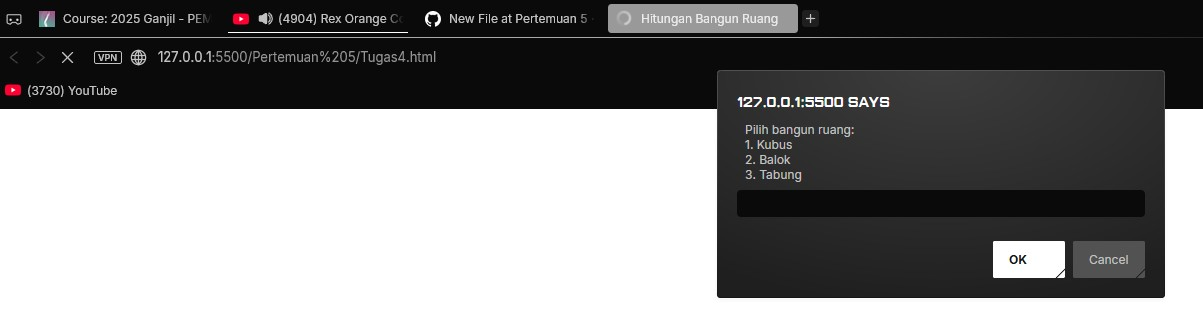 Course: 2025 Ganjil - PEM
(4904) Rex Orange Co
New File at Pertemuan 5 ·
Hitungan Bangun Ruang
VPN
127.0.0.1:5500/Pertemuan%205/Tugas4.html
(3730) YouTube
127.0.0.1:5500 SAYS
Pilih bangun ruang:
1. Kubus
2. Balok
3. Tabung
OK
Cancel